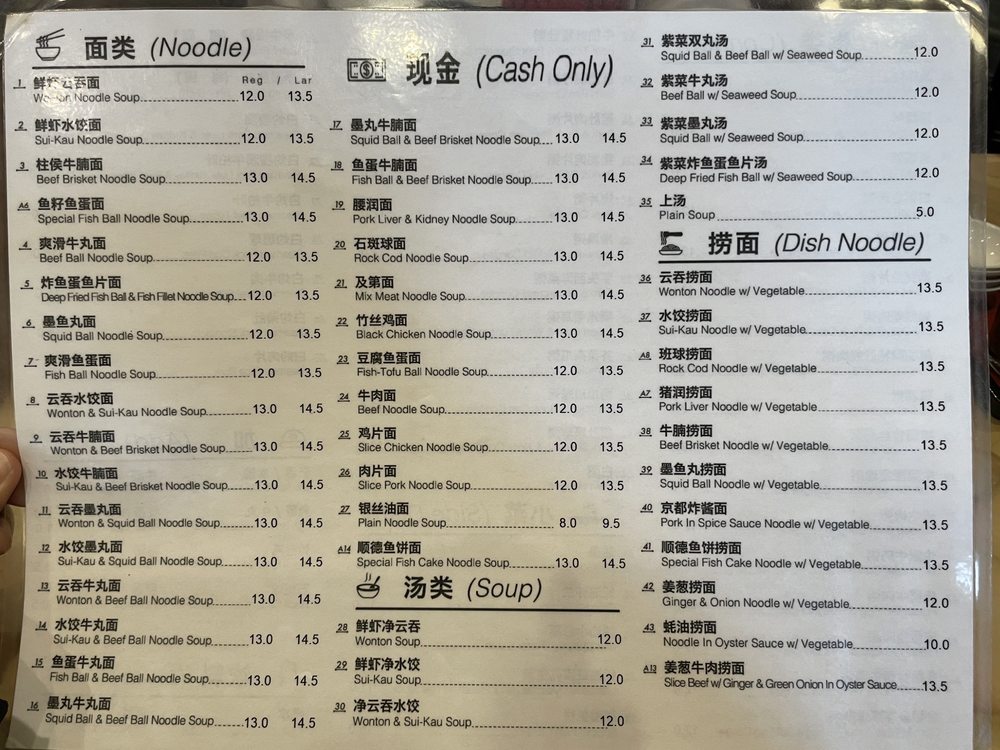 面类 (Noodle)
Reg / Lar
1 鲜虾云吞面
Wonton Noodle Soup 12.0 13.5
2 鲜虾水饺面
Sui-Kau Noodle Soup 12.0 13.5
3 柱侯牛腩面
Beef Brisket Noodle Soup 13.0 14.5
A6 鱼籽鱼蛋面
Special Fish Ball Noodle Soup 13.0 14.5
4 爽滑牛丸面
Beef Ball Noodle Soup 12.0 13.5
5 炸鱼蛋鱼片面
Deep Fried Fish Ball & Fish Fillet Noodle Soup 12.0 13.5
6 墨鱼丸面
Squid Ball Noodle Soup 12.0 13.5
7 爽滑鱼蛋面
Fish Ball Noodle Soup 12.0 13.5
8 云吞水饺面
Wonton & Sui-Kau Noodle Soup 13.0 14.5
9 云吞牛腩面
Wonton & Beef Brisket Noodle Soup 13.0 14.5
10 水饺牛腩面
Sui-Kau & Beef Brisket Noodle Soup 13.0 14.5
11 云吞墨丸面
Wonton & Squid Ball Noodle Soup 13.0 14.5
12 水饺墨丸面
Sui-Kau & Squid Ball Noodle Soup 13.0 14.5
13 云吞牛丸面
Wonton & Beef Ball Noodle Soup 13.0 14.5
14 水饺牛丸面
Sui-Kau & Beef Ball Noodle Soup 13.0 14.5
15 鱼蛋牛丸面
Fish Ball & Beef Ball Noodle Soup 13.0 14.5
16 墨丸牛丸面
Squid Ball & Beef Ball Noodle Soup 13.0 14.5
现金 (Cash Only)
17 墨丸牛腩面
Squid Ball & Beef Brisket Noodle Soup 13.0 14.5
18 鱼蛋牛腩面
Fish Ball & Beef Brisket Noodle Soup 13.0 14.5
19 腰润面
Pork Liver & Kidney Noodle Soup 13.0 14.5
20 石斑球面
Rock Cod Noodle Soup 13.0 14.5
21 及第面
Mix Meat Noodle Soup 13.0 14.5
22 竹丝鸡面
Black Chicken Noodle Soup 13.0 14.5
23 豆腐鱼蛋面
Fish-Tofu Ball Noodle Soup 12.0 13.5
24 牛肉面
Beef Noodle Soup 12.0 13.5
25 鸡片面
Slice Chicken Noodle Soup 12.0 13.5
26 肉片面
Slice Pork Noodle Soup 12.0 13.5
27 银丝油面
Plain Noodle Soup 8.0 9.5
A14 顺德鱼饼面
Special Fish Cake Noodle Soup 13.0 14.5
汤类 (Soup)
28 鲜虾净云吞
Wonton Soup 12.0
29 鲜虾净水饺
Sui-Kau Soup 12.0
30 净云吞水饺
Wonton & Sui-Kau Soup 12.0
31 紫菜双丸汤
Squid Ball & Beef Ball w/ Seaweed Soup 12.0
32 紫菜牛丸汤
Beef Ball w/ Seaweed Soup 12.0
33 紫菜墨丸汤
Squid Ball w/ Seaweed Soup 12.0
34 紫菜炸鱼蛋鱼片汤
Deep Fried Fish Ball w/ Seaweed Soup 12.0
35 上汤
Plain Soup 5.0
捞面 (Dish Noodle)
36 云吞捞面
Wonton Noodle w/ Vegetable 13.5
37 水饺捞面
Sui-Kau Noodle w/ Vegetable 13.5
A8 班球捞面
Rock Cod Noodle w/ Vegetable 13.5
A7 猪润捞面
Pork Liver Noodle w/ Vegetable 13.5
38 牛腩捞面
Beef Brisket Noodle w/ Vegetable 13.5
39 墨鱼丸捞面
Squid Ball Noodle w/ Vegetable 13.5
40 京都炸酱面
Pork In Spice Sauce Noodle w/ Vegetable 13.5
41 顺德鱼饼捞面
Special Fish Cake Noodle w/ Vegetable 13.5
42 姜葱捞面
Ginger & Onion Noodle w/ Vegetable 12.0
43 蚝油捞面
Noodle In Oyster Sauce w/ Vegetable 10.0
A13 姜葱牛肉捞面
Slice Beef w/ Ginger & Green Onion In Oyster Sauce 13.5